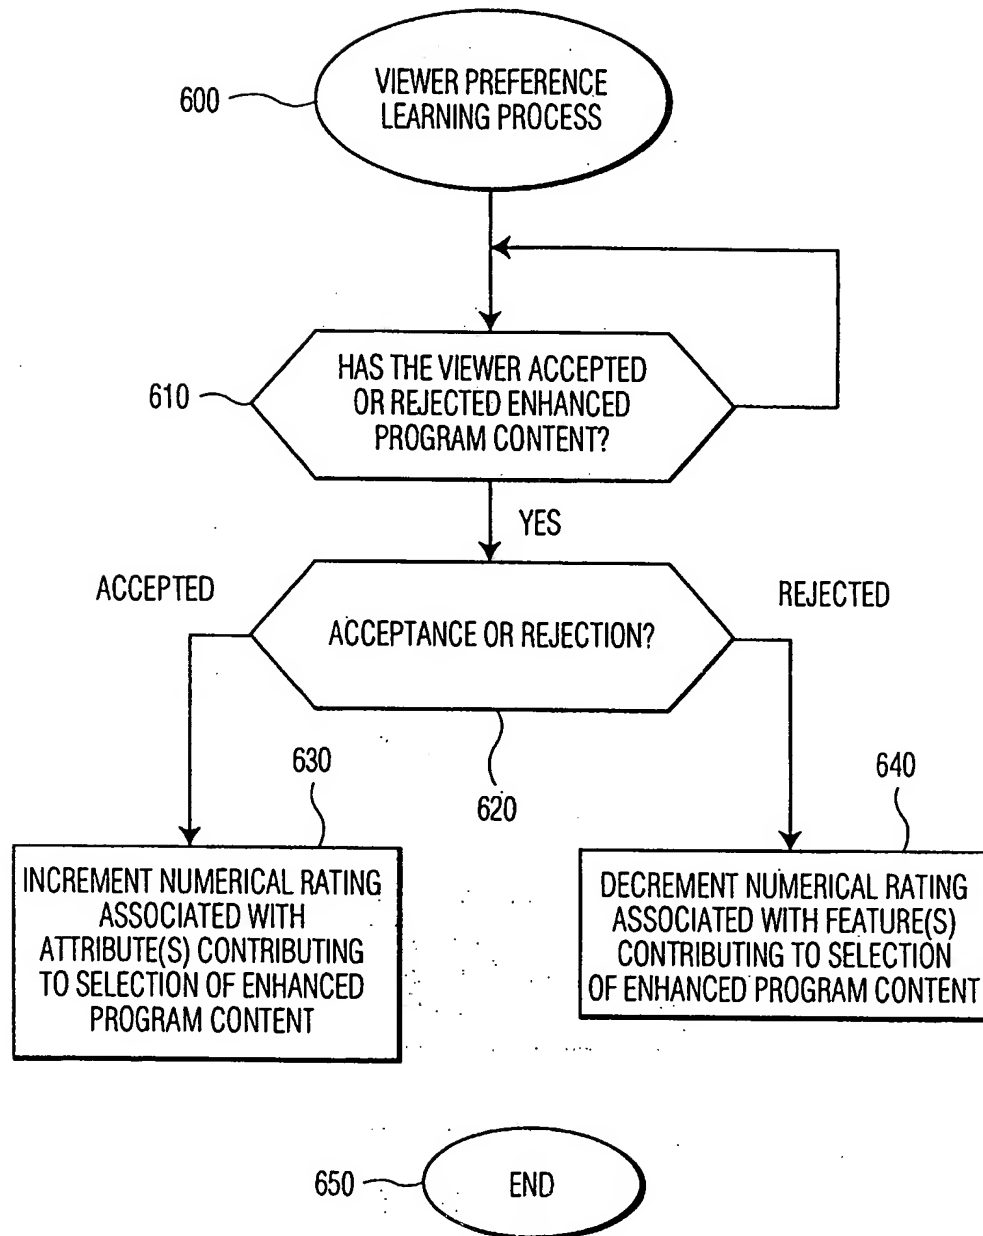 VIEWER PREFERENCE
LEARNING PROCESS
600
HAS THE VIEWER ACCEPTED
OR REJECTED ENHANCED
PROGRAM CONTENT?
610
YES
ACCEPTED
REJECTED
ACCEPTANCE OR REJECTION?
620
630
640
INCREMENT NUMERICAL RATING
ASSOCIATED WITH
ATTRIBUTE(S) CONTRIBUTING
TO SELECTION OF ENHANCED
PROGRAM CONTENT
DECREMENT NUMERICAL RATING
ASSOCIATED WITH FEATURE(S)
CONTRIBUTING TO SELECTION
OF ENHANCED PROGRAM CONTENT
650
END